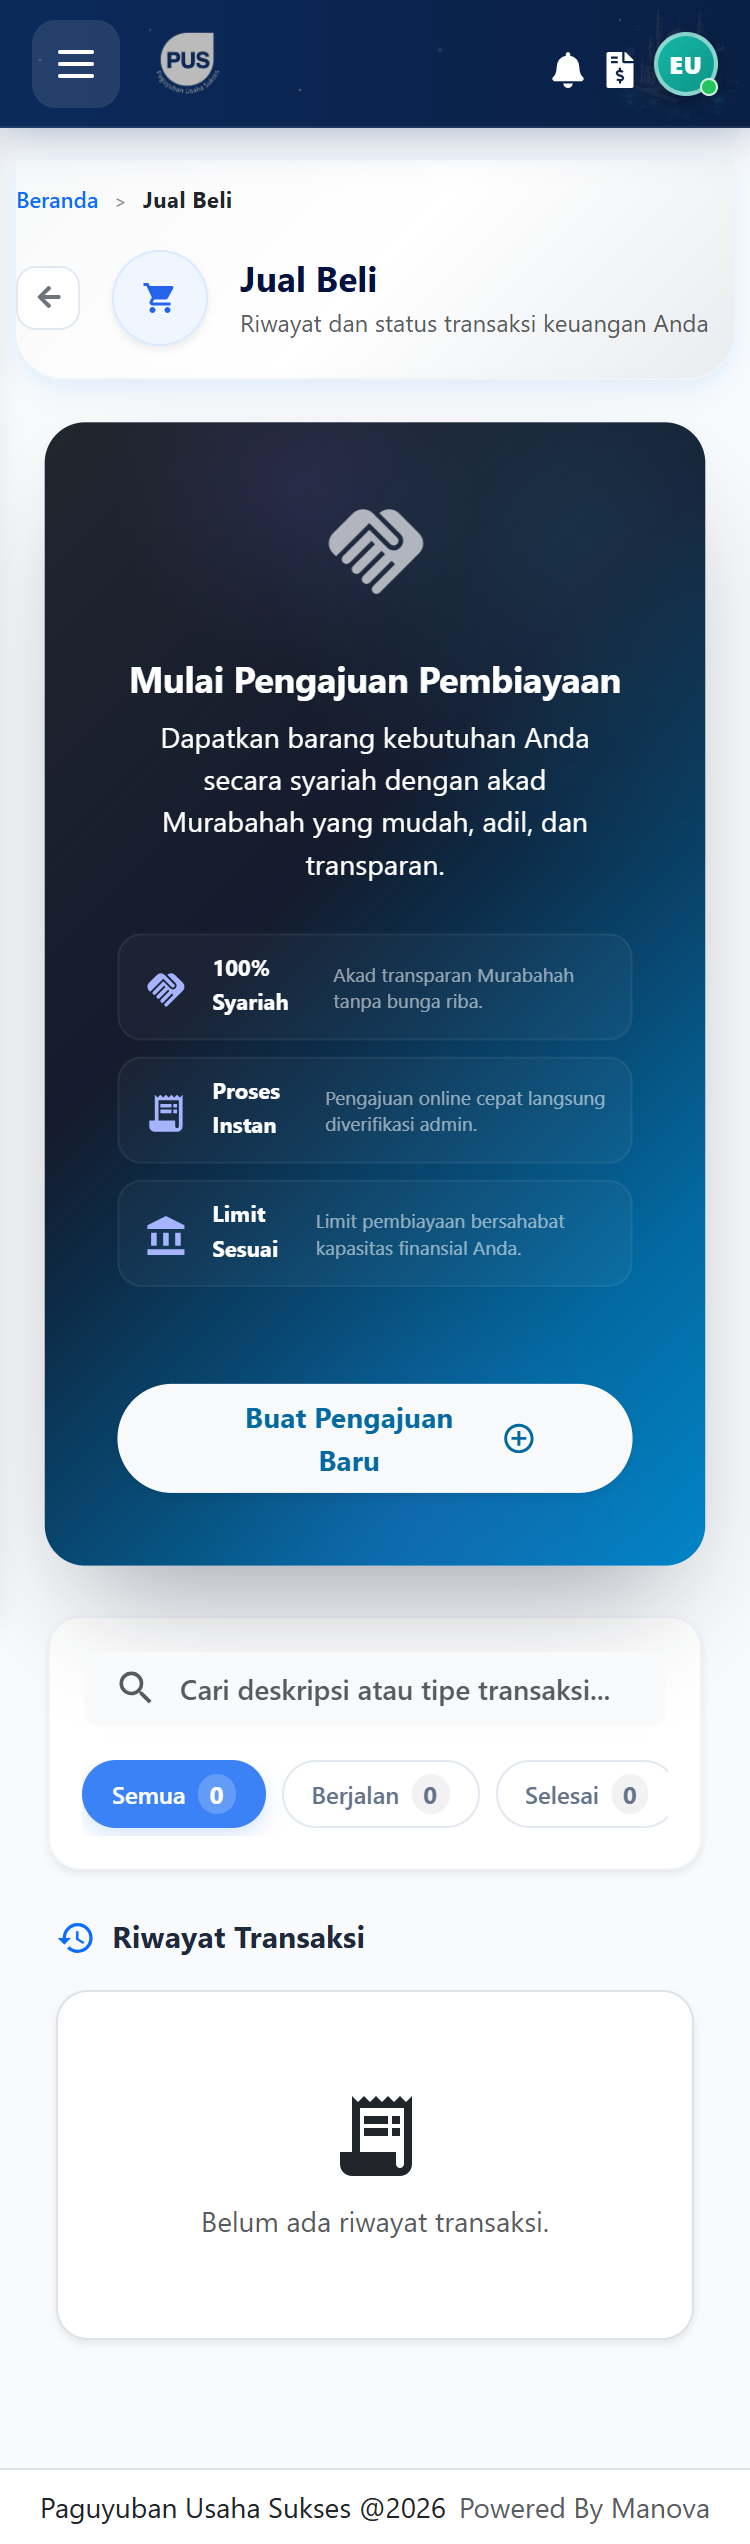 PUS
Paguyuban Usaha Sukses
EU
Beranda > Jual Beli
Jual Beli
Riwayat dan status transaksi keuangan Anda
Mulai Pengajuan Pembiayaan
Dapatkan barang kebutuhan Anda
secara syariah dengan akad
Murabahah yang mudah, adil, dan
transparan.
100%
Syariah
Akad transparan Murabahah
tanpa bunga riba.
Proses
Instan
Pengajuan online cepat langsung
diverifikasi admin.
Limit
Sesuai
Limit pembiayaan bersahabat
kapasitas finansial Anda.
Buat Pengajuan
Baru
Cari deskripsi atau tipe transaksi...
Semua 0
Berjalan 0
Selesai 0
Riwayat Transaksi
Belum ada riwayat transaksi.
Paguyuban Usaha Sukses @2026 Powered By Manova